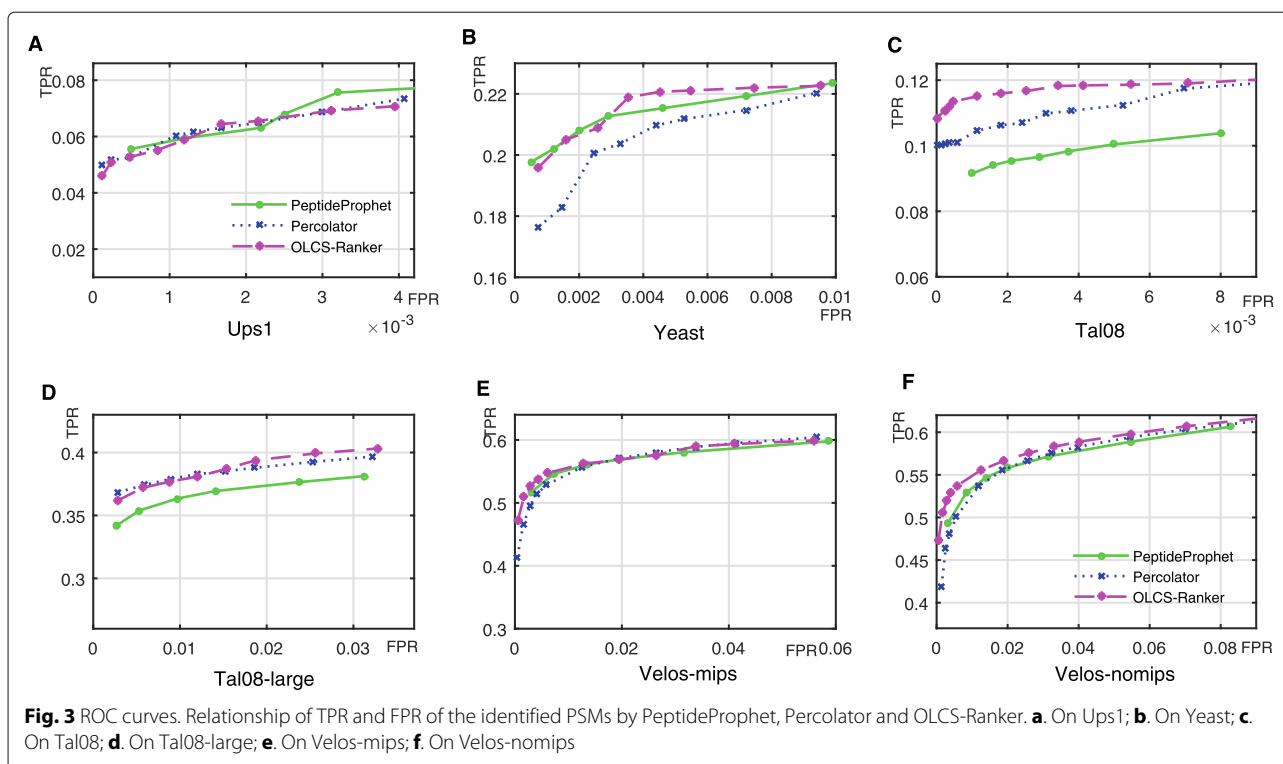 A
TPR
0.08
0.06
0.04
0.02
0
1
2
3
4
FPR
×10-3
Ups1
PeptideProphet
Percolator
OLCS-Ranker
B
TPR
0.22
0.2
0.18
0.16
0
0.002
0.004
0.006
0.008
0.01
FPR
Yeast
C
TPR
0.12
0.1
0.08
0.06
0
2
4
6
8
FPR
×10-3
Tal08
D
TPR
0.4
0.35
0.3
0
0.01
0.02
0.03
FPR
Tal08-large
E
TPR
0.6
0.5
0.4
0.3
0
0.02
0.04
FPR
0.06
Velos-mips
F
TPR
0.6
0.55
0.5
0.45
0.4
0
0.02
0.04
0.06
0.08
FPR
Velos-nomips
PeptideProphet
Percolator
OLCS-Ranker
Fig. 3 ROC curves. Relationship of TPR and FPR of the identified PSMs by PeptideProphet, Percolator and OLCS-Ranker. a. On Ups1; b. On Yeast; c.
On Tal08; d. On Tal08-large; e. On Velos-mips; f. On Velos-nomips